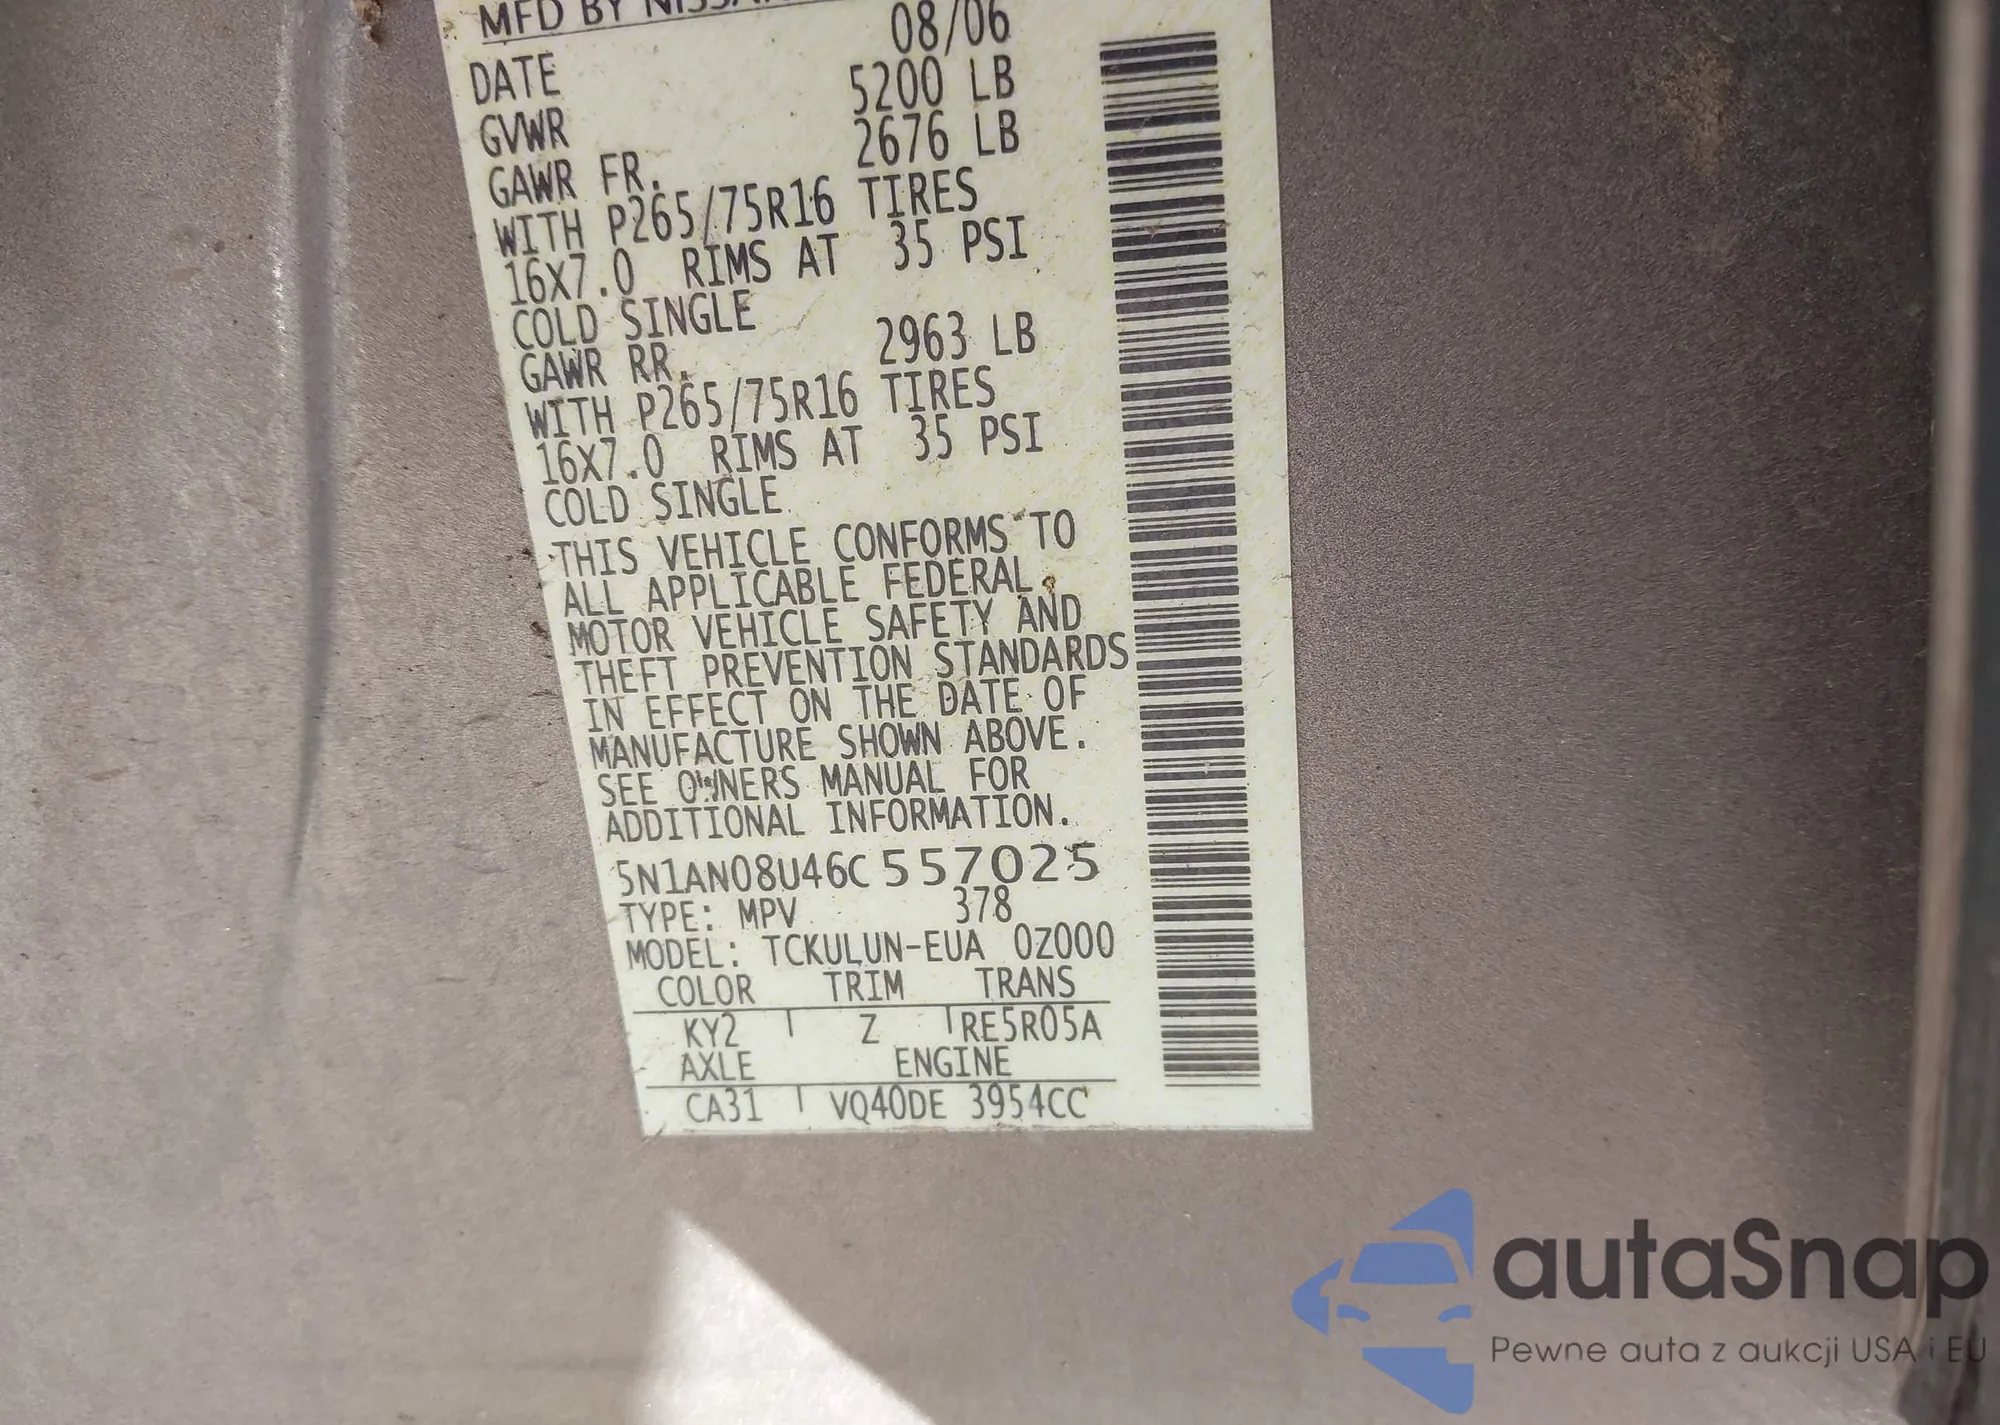 MFD BY NISSAN
DATE 08/06
GVWR 5200 LB
GAWR FR. 2676 LB
WITH P265/75R16 TIRES
16X7.0 RIMS AT 35 PSI
COLD SINGLE
GAWR RR. 2963 LB
WITH P265/75R16 TIRES
16X7.0 RIMS AT 35 PSI
COLD SINGLE
THIS VEHICLE CONFORMS TO
ALL APPLICABLE FEDERAL
MOTOR VEHICLE SAFETY AND
THEFT PREVENTION STANDARDS
IN EFFECT ON THE DATE OF
MANUFACTURE SHOWN ABOVE.
SEE OWNERS MANUAL FOR
ADDITIONAL INFORMATION.
5N1AN08U46C557025
TYPE: MPV 378
MODEL: TCKULUN-EUA 0Z000
COLOR TRIM TRANS
KY2 Z RE5R05A
AXLE ENGINE
CA31 VQ40DE 3954CC
autaSnap
Pewne auta z aukcji USA i EU